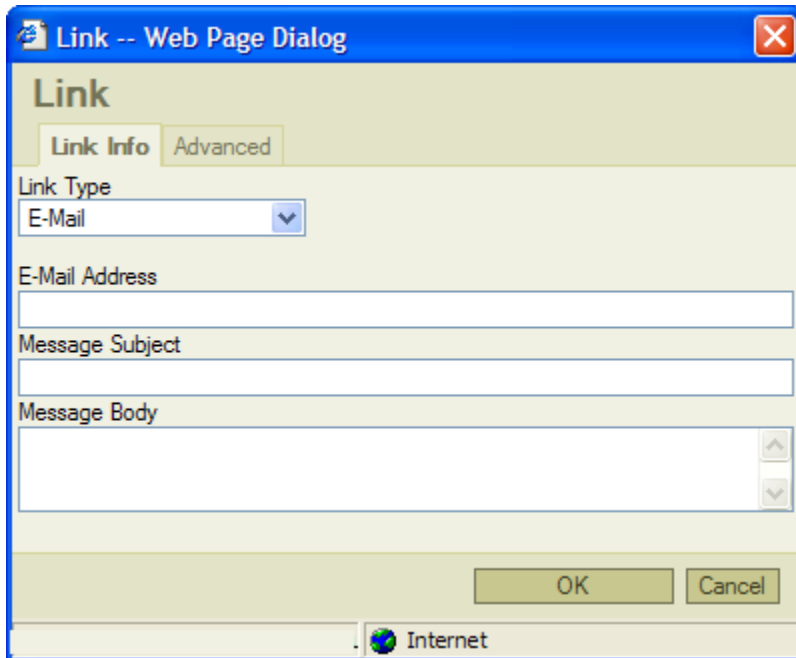 Link -- Web Page Dialog
Link
Link Info Advanced
Link Type
E-Mail
E-Mail Address
Message Subject
Message Body
OK Cancel
. Internet